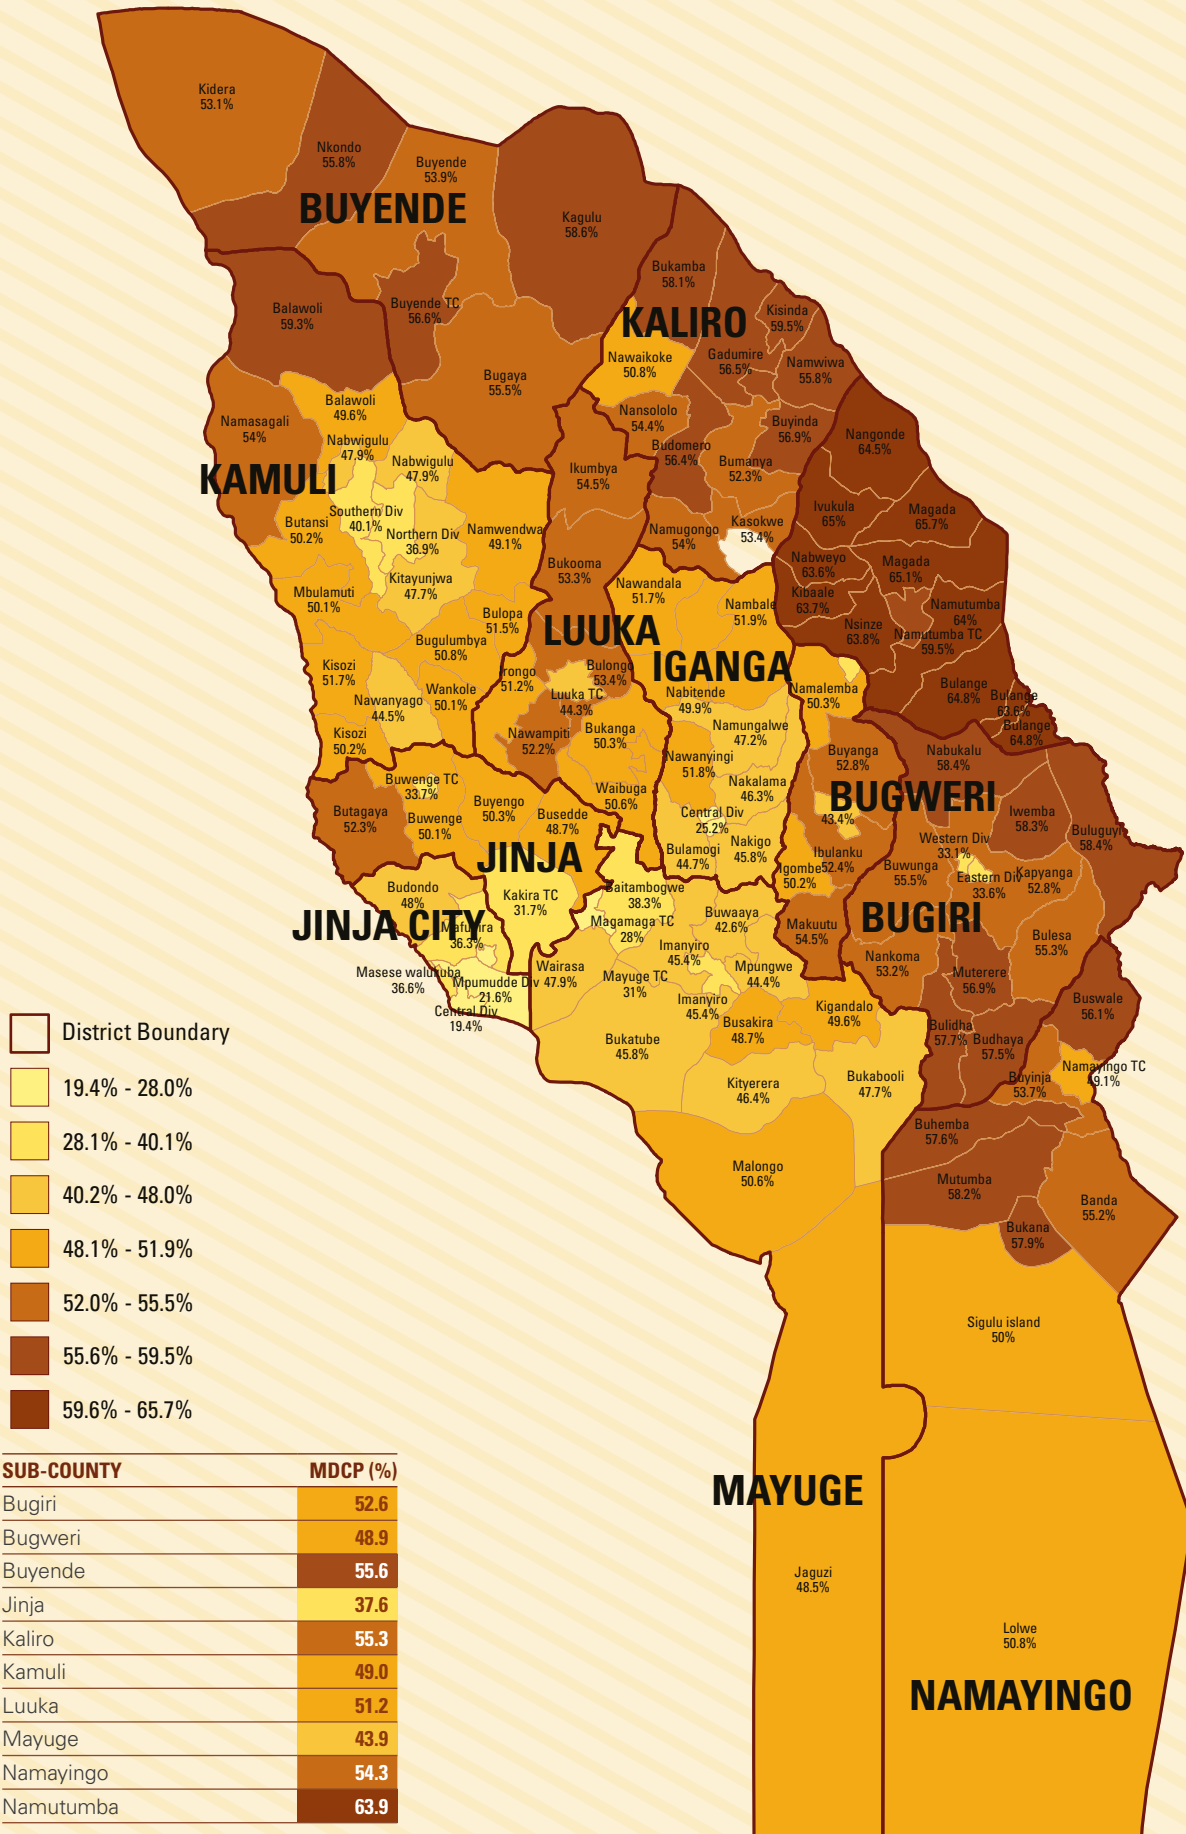 Kidera
53.1%
Nkondo
55.8%
Buyende
53.9%
BUYENDE
Kagulu
58.6%
Bukamba
58.1%
Balawoli
59.3%
Buyende TC
56.6%
KALIRO
Kisinda
59.5%
Nawaikoke
50.8%
Gadumire
56.5%
Namwiwa
55.8%
Bugaya
55.5%
Balawoli
49.6%
Namasagali
54%
Nansololo
54.4%
Buyinda
56.9%
Nangonde
64.5%
Nabwigulu
47.9%
Budomero
56.4%
Bumanya
52.3%
Nabwigulu
47.9%
Ikumbya
54.5%
KAMULI
Southern Div
40.1%
Butansi
50.2%
Northern Div
36.9%
Namwendwa
49.1%
Namugongo
54%
Kasokwe
53.4%
Ivukula
65%
Magada
65.7%
Bukooma
53.3%
Nabweyo
63.6%
Magada
65.1%
Kitayunjwa
47.7%
Mbulamuti
50.1%
Nawandala
51.7%
Kibaale
63.7%
Nambale
51.9%
Namutumba
64%
Bulopa
51.5%
LUUKA
Nsinze
63.8%
Namutumba TC
59.5%
Bugulumbya
50.8%
Kisozi
51.7%
IGANGA
Irongo
51.2%
Bulongo
53.4%
Bulange
64.8%
Namalemba
50.3%
Bulange
63.6%
Nawanyago
44.5%
Wankole
50.1%
Luuka TC
44.3%
Nabitende
49.9%
Namungalwe
47.2%
Bulange
64.8%
Kisozi
50.2%
Nawampiti
52.2%
Bukanga
50.3%
Nawanyingi
51.8%
Buyanga
52.8%
Nabukalu
58.4%
Buwenge TC
33.7%
Nakalama
46.3%
BUGWERI
Waibuga
50.6%
Butagaya
52.3%
Buyengo
50.3%
Busedde
48.7%
Central Div
25.2%
43.4%
Iwemba
58.3%
Buwenge
50.1%
Buluguyi
58.4%
Nakigo
45.8%
Western Div
33.1%
Bulamogi
44.7%
JINJA
Ibulanku
52.4%
Igombe
50.2%
Buwunga
55.5%
Eastern Div
33.6%
Kapyanga
52.8%
Budondo
48%
Kakira TC
31.7%
Baitambogwe
38.3%
BUGIRI
JINJA CITY
Mafubira
36.3%
Magamaga TC
28%
Buwaaya
42.6%
Makuutu
54.5%
Bulesa
55.3%
Imanyiro
45.4%
Nankoma
53.2%
Masese walukuba
36.6%
Mpumudde Div
21.6%
Wairasa
47.9%
Mayuge TC
31%
Mpungwe
44.4%
Muterere
56.9%
Central Div
19.4%
Imanyiro
45.4%
Kigandalo
49.6%
Buswale
56.1%
Busakira
48.7%
Bulidha
57.7%
Budhaya
57.5%
Bukatube
45.8%
Namayingo TC
49.1%
Buyinja
53.7%
Kityerera
46.4%
Bukabooli
47.7%
Buhemba
57.6%
Malongo
50.6%
Mutumba
58.2%
Banda
55.2%
Bukana
57.9%
Sigulu island
50%
MAYUGE
Jaguzi
48.5%
Lolwe
50.8%
NAMAYINGO
District Boundary
19.4% - 28.0%
28.1% - 40.1%
40.2% - 48.0%
48.1% - 51.9%
52.0% - 55.5%
55.6% - 59.5%
59.6% - 65.7%
SUB-COUNTY MDCP (%)
Bugiri 52.6
Bugweri 48.9
Buyende 55.6
Jinja 37.6
Kaliro 55.3
Kamuli 49.0
Luuka 51.2
Mayuge 43.9
Namayingo 54.3
Namutumba 63.9